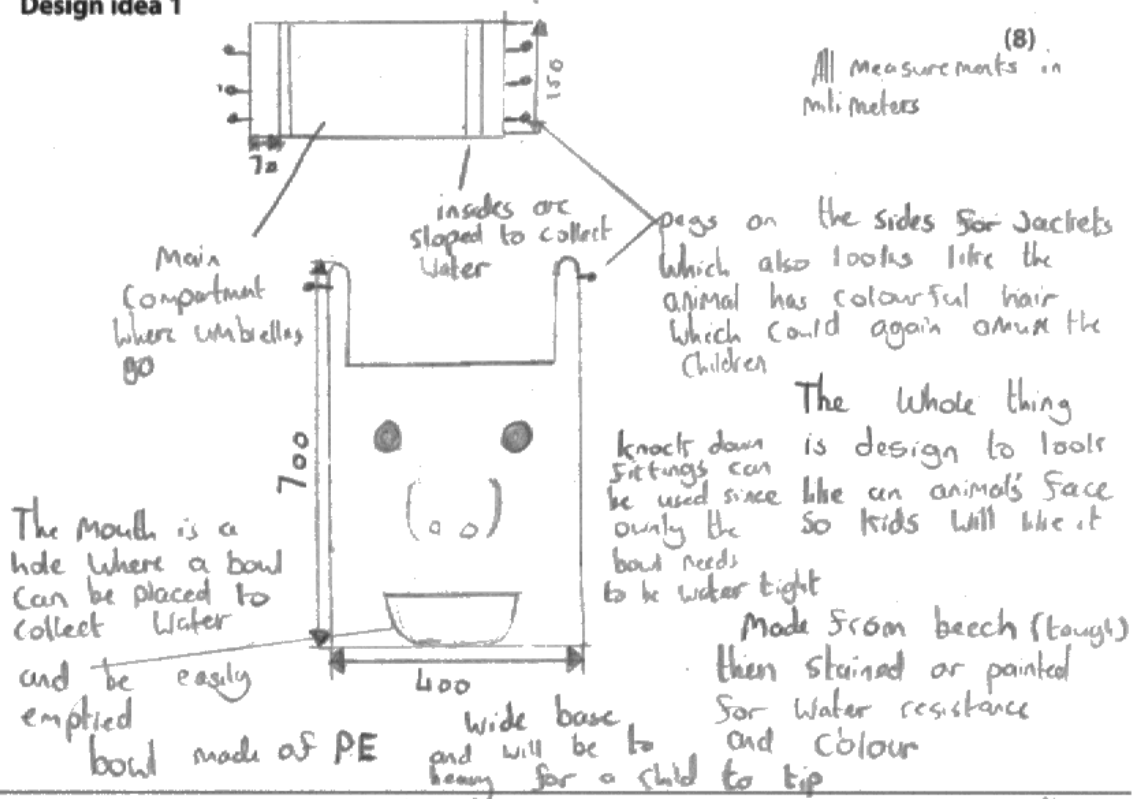 Design idea 1
(8)
All measurements in
milimeters
150
70
insides are
sloped to collect
water
Main
Compartment
where umbrellas
go
pegs on the sides for Jackets
which also looks like the
animal has colourful hair
which could again amuse the
children
The whole thing
is design to look
like an animals face
so kids will like it
knock down
fittings can
be used since
ownly the
bowl needs
to be water tight
700
400
The mouth is a
hole where a bowl
can be placed to
collect water
and be easily
emptied
bowl made of PE
wide base
and will be to
heavy for a child to tip
Made from beech (tough)
then stained or painted
for water resistance
and colour